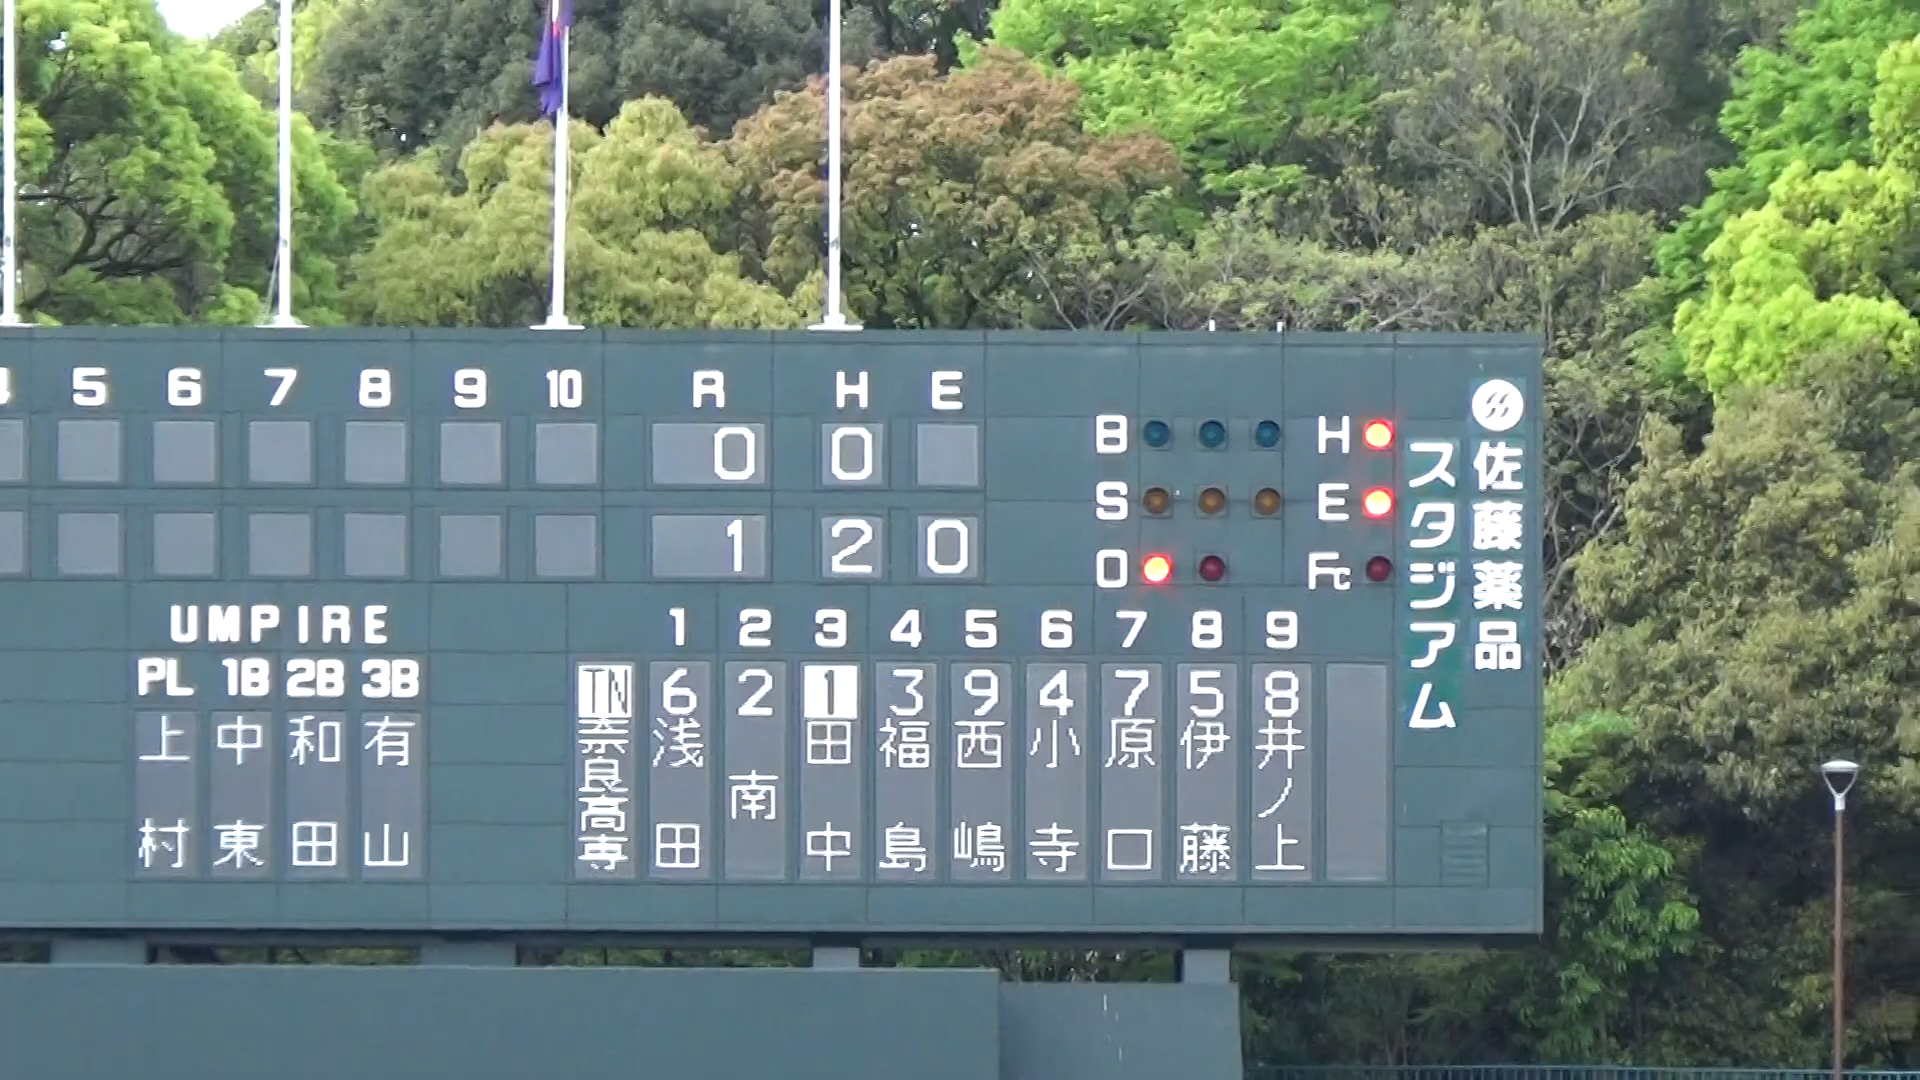 5 6 7 8 9 10 R H E
0 0
1 2 0
B H
S E
O Fc
佐藤薬品
スタジアム
UMPIRE
PL 1B 2B 3B
上村
中東
和田
有山
1 2 3 4 5 6 7 8 9
TN 6 2 1 3 9 4 7 5 8
奈良高専
浅田
南
田中
福島
西嶋
小寺
原口
伊藤
井ノ上